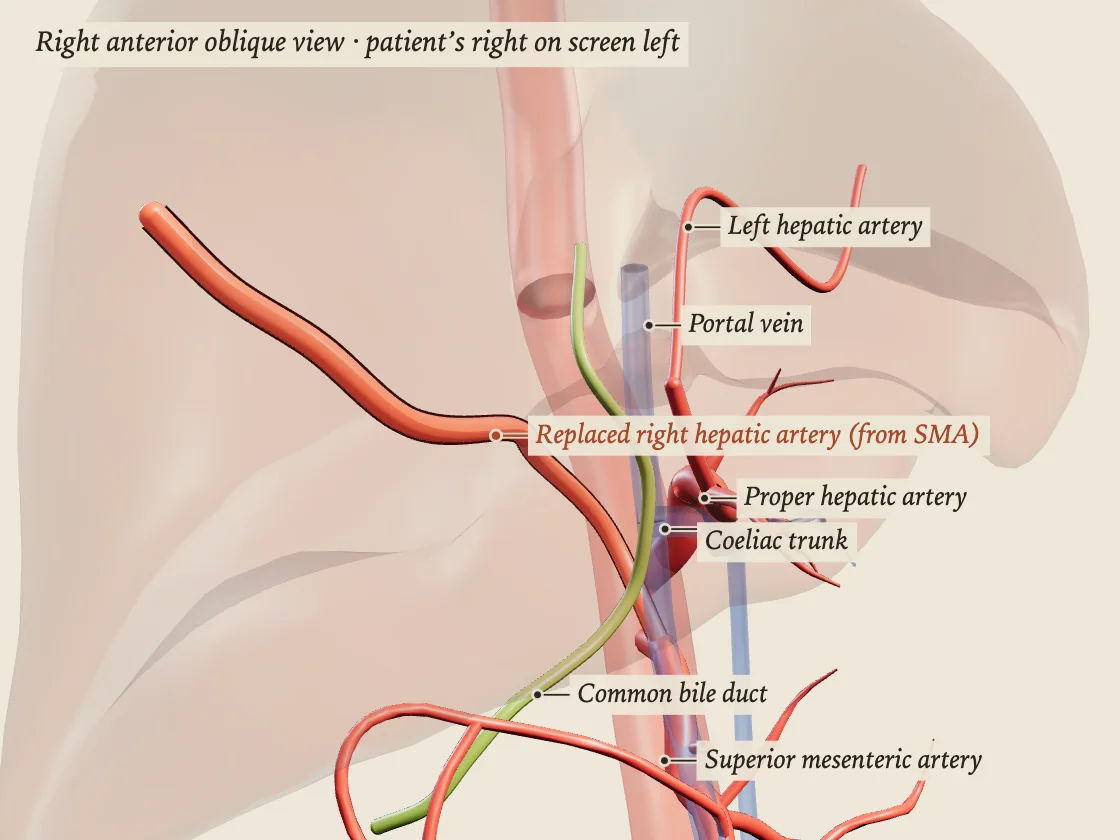 Right anterior oblique view · patient’s right on screen left
Left hepatic artery
Portal vein
Replaced right hepatic artery (from SMA)
Proper hepatic artery
Coeliac trunk
Common bile duct
Superior mesenteric artery